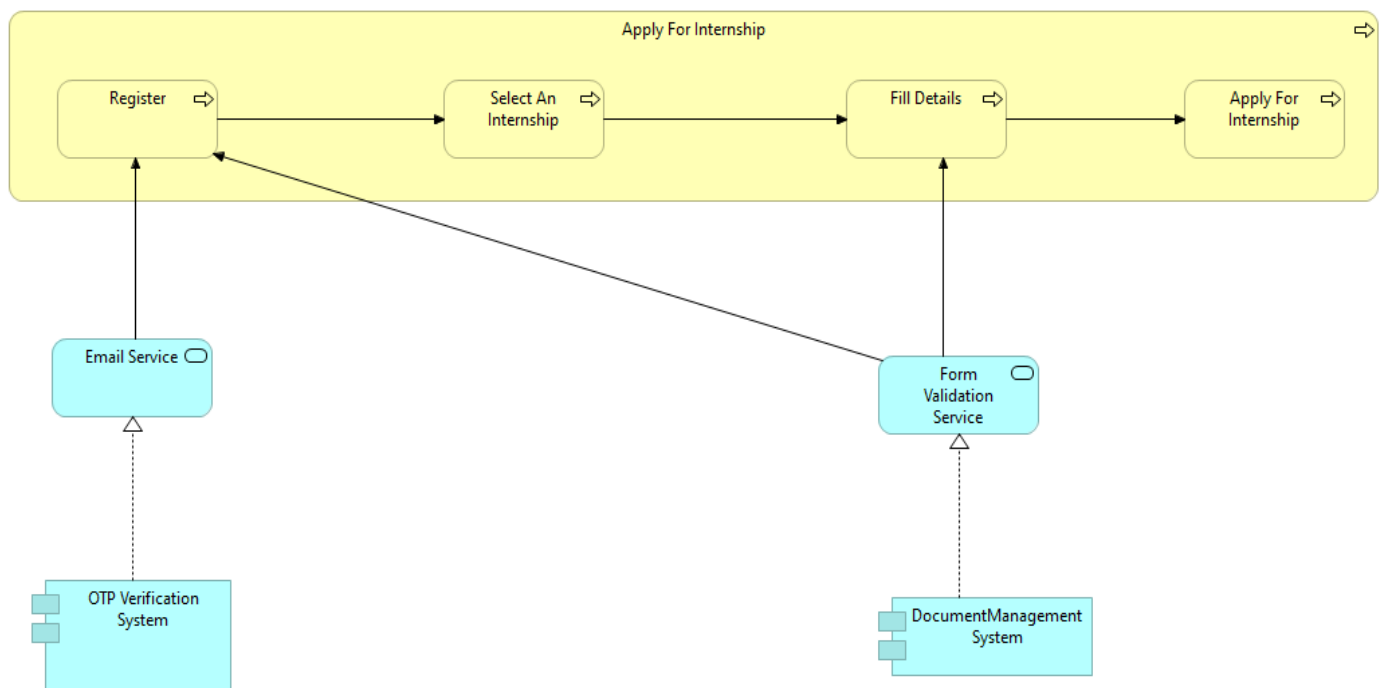 Apply For Internship
Register
Select An
Internship
Fill Details
Apply For
Internship
Email Service
Form
Validation
Service
OTP Verification
System
DocumentManagement
System